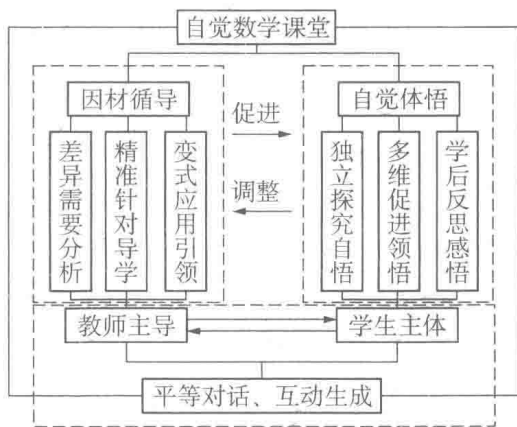 自觉数学课堂
因材循导
促进
自觉体悟
差异需要分析
精准针对导学
变式应用引领
调整
独立探究自悟
多维促进领悟
学后反思感悟
教师主导
学生主体
平等对话、互动生成